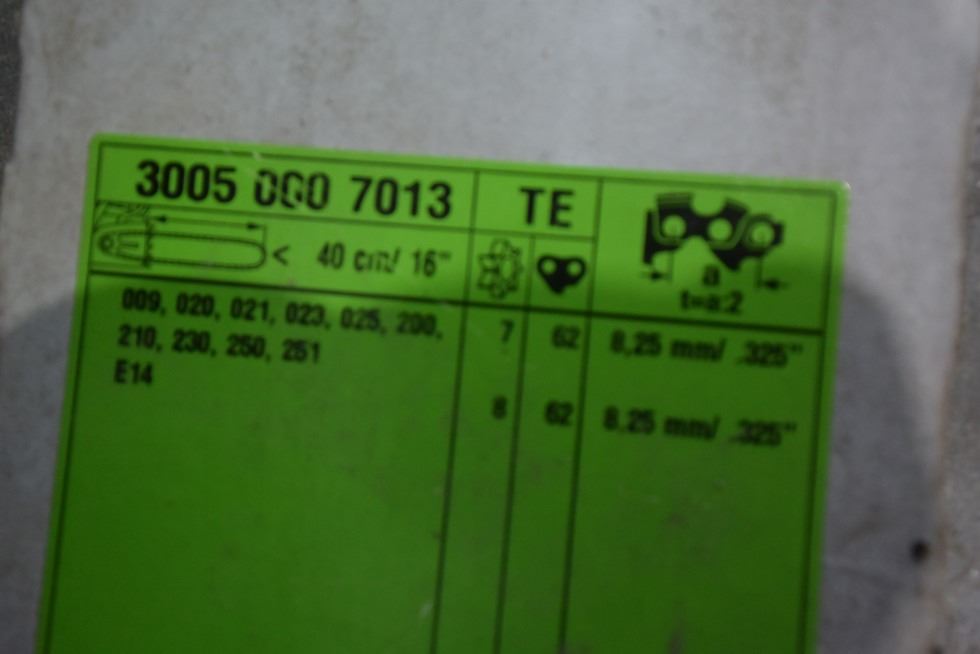 3005 000 7013 TE
< 40 cm/ 16"
a
t=a:2
009, 020, 021, 023, 025, 200, 7 62 8,25 mm/ .325"
210, 230, 250, 251
E14 8 62 8,25 mm/ .325"